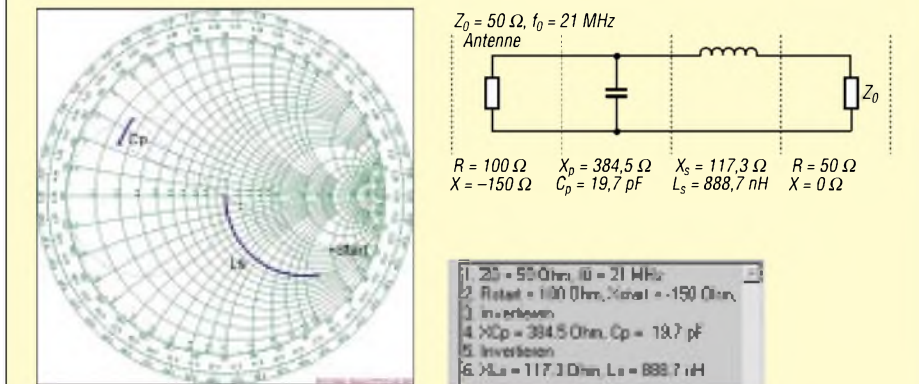 Z₀ = 50 Ω, f₀ = 21 MHz
Antenne
Z₀
R = 100 Ω
X = –150 Ω
Xₚ = 384,5 Ω
Cₚ = 19,7 pF
Xₛ = 117,3 Ω
Lₛ = 888,7 nH
R = 50 Ω
X = 0 Ω
Cp
+start
Ls
1. Z0 = 50 Ohm, f0 = 21 MHz
2. Rstart = 100 Ohm, Xstart = -150 Ohm,
3. Invertieren
4. XCp = 384.5 Ohm, Cp = 19.7 pF
5. Invertieren
6. XLs = 117.3 Ohm, Ls = 888.7 nH